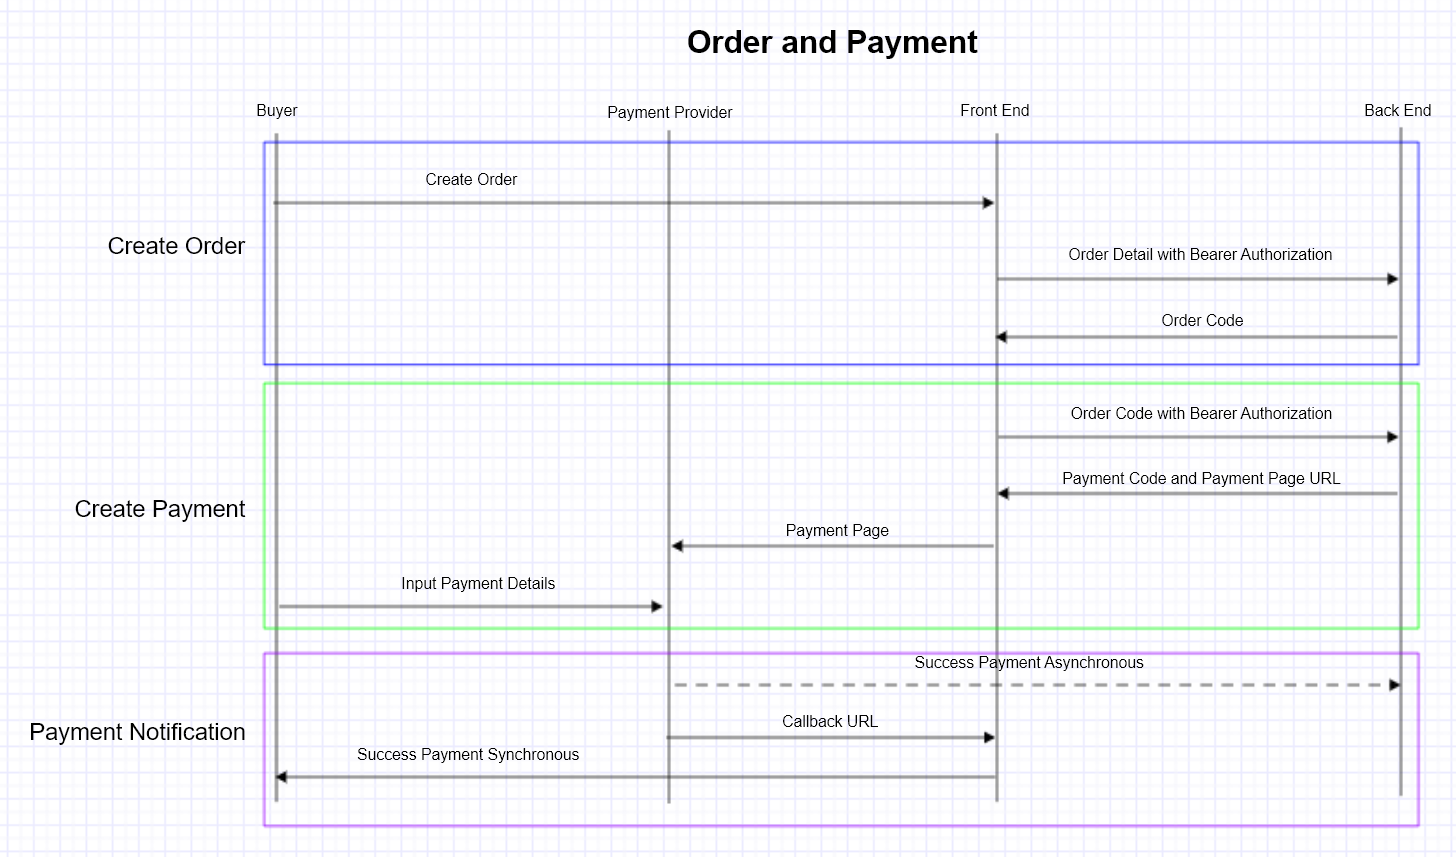 Order and Payment
Buyer
Payment Provider
Front End
Back End
Create Order
Create Order
Order Detail with Bearer Authorization
Order Code
Create Payment
Order Code with Bearer Authorization
Payment Code and Payment Page URL
Payment Page
Input Payment Details
Payment Notification
Success Payment Asynchronous
Callback URL
Success Payment Synchronous